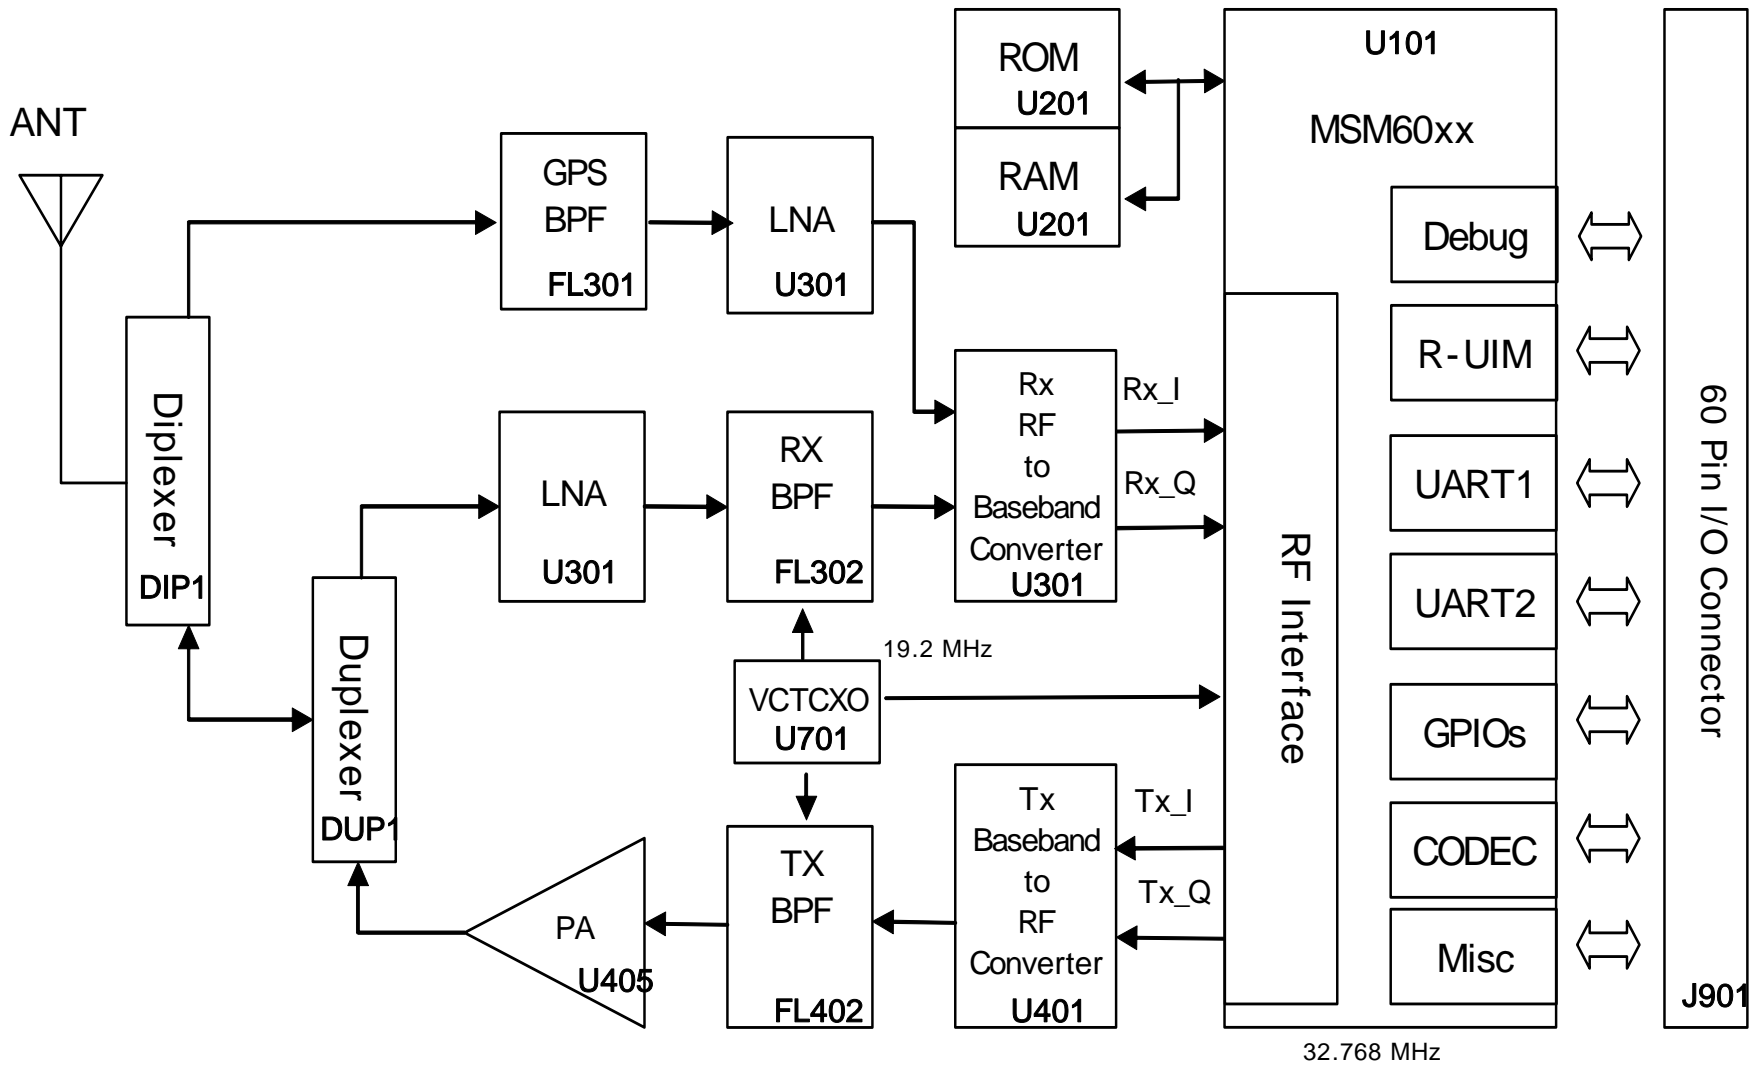 ANT
Diplexer
DIP1
Duplexer
DUP1
GPS
BPF
FL301
LNA
U301
LNA
U301
RX
BPF
FL302
VCTCXO
U701
19.2 MHz
TX
BPF
FL402
PA
U405
ROM
U201
RAM
U201
Rx
RF
to
Baseband
Converter
U301
Rx_I
Rx_Q
Tx
Baseband
to
RF
Converter
U401
Tx_I
Tx_Q
U101
MSM60xx
RF Interface
Debug
R-UIM
UART1
UART2
GPIOs
CODEC
Misc
32.768 MHz
60 Pin I/O Connector
J901